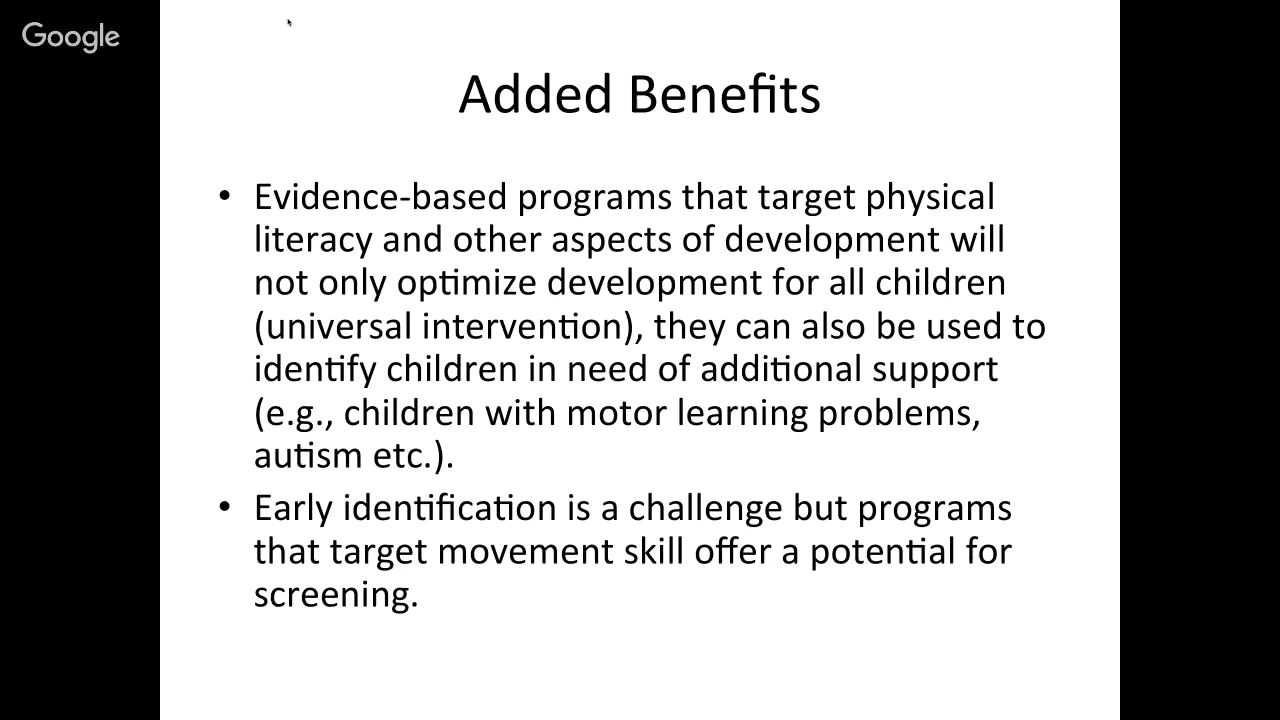 Google
Added Benefits
• Evidence-based programs that target physical
literacy and other aspects of development will
not only optimize development for all children
(universal intervention), they can also be used to
identify children in need of additional support
(e.g., children with motor learning problems,
autism etc.).
• Early identification is a challenge but programs
that target movement skill offer a potential for
screening.